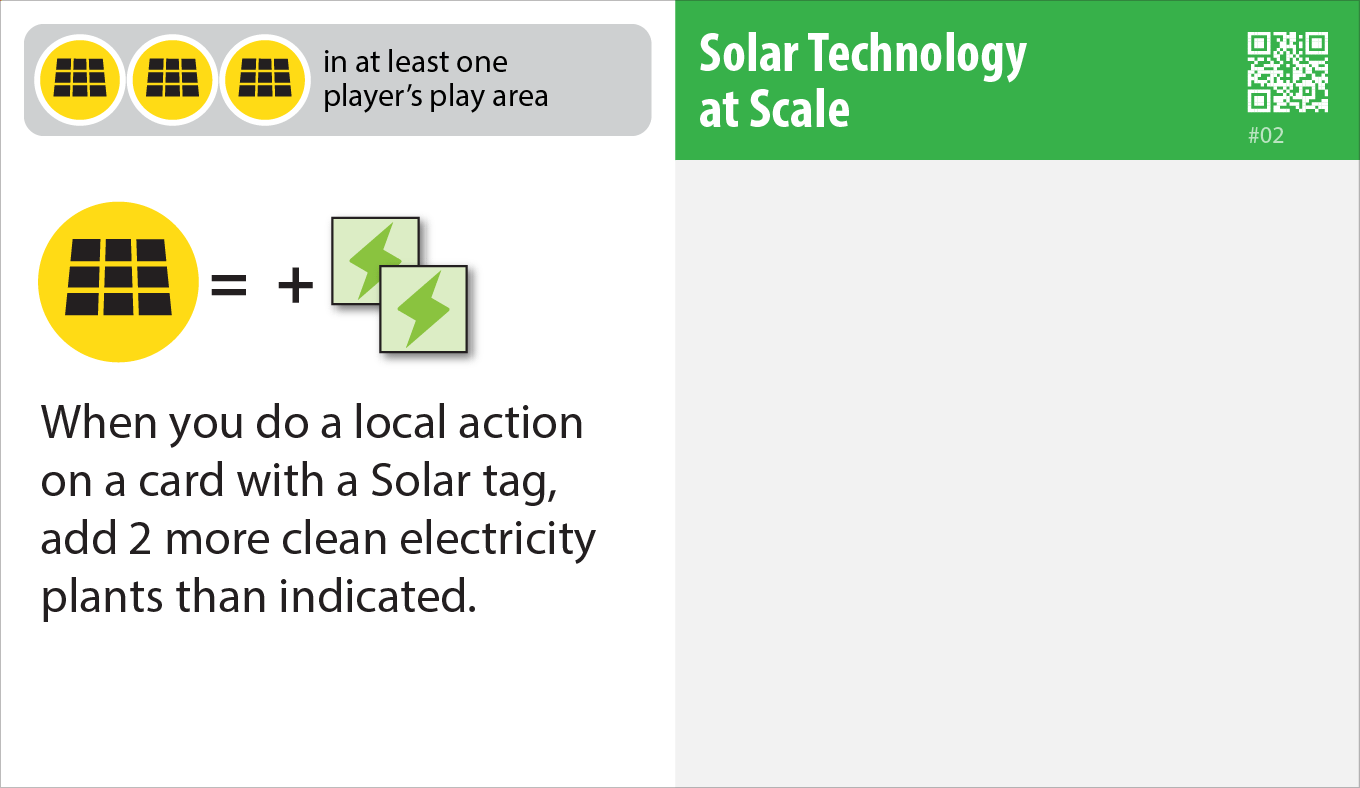 in at least one
player’s play area
= +
When you do a local action
on a card with a Solar tag,
add 2 more clean electricity
plants than indicated.
Solar Technology
at Scale
#02